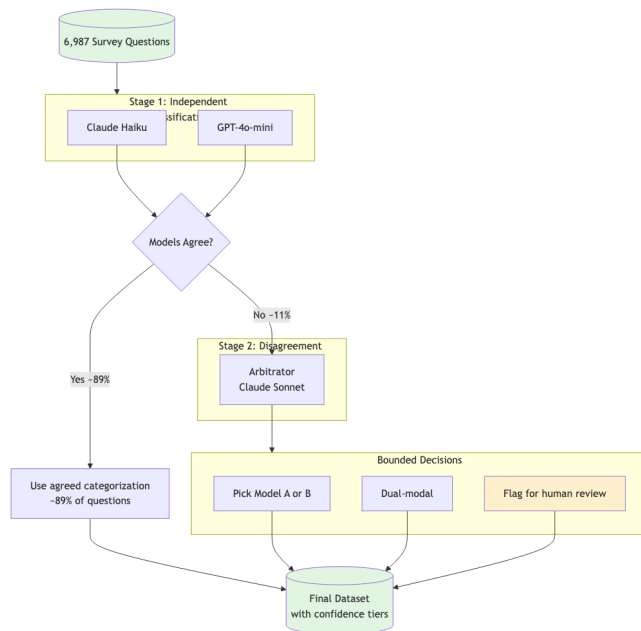 6,987 Survey Questions
Stage 1: Independent
Claude Haiku
GPT-4o-mini
Models Agree?
No ~11%
Stage 2: Disagreement
Arbitrator
Claude Sonnet
Yes ~89%
Bounded Decisions
Use agreed categorization
~89% of questions
Pick Model A or B
Dual-modal
Flag for human review
Final Dataset
with confidence tiers